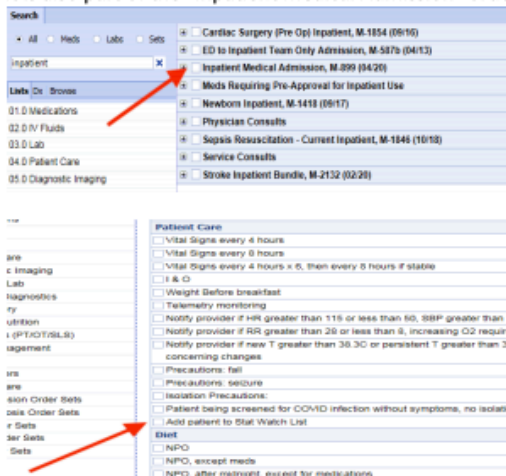 Search
All Meds Labs Sets
inpatient
Lists Dx Browse
01.0 Medications
02.0 IV Fluids
03.0 Lab
04.0 Patient Care
05.0 Diagnostic Imaging
Cardiac Surgery (Pre Op) Inpatient, M-1854 (09/16)
ED to Inpatient Team Only Admission, M-587b (04/13)
Inpatient Medical Admission, M-899 (04/20)
Meds Requiring Pre-Approval for Inpatient Use
Newborn Inpatient, M-1418 (09/17)
Physician Consults
Sepsis Resuscitation - Current Inpatient, M-1846 (10/18)
Service Consults
Stroke Inpatient Bundle, M-2132 (02/20)
are
c Imaging
Lab
iagnostics
ry
utrition
s (PT/OT/SLS)
agement
ers
are
sion Order Sets
osis Order Sets
r Sets
der Sets
Sets
Patient Care
Vital Signs every 4 hours
Vital Signs every 8 hours
Vital Signs every 4 hours x 6, then every 8 hours if stable
I & O
Weight Before breakfast
Telemetry monitoring
Notify provider if HR greater than 115 or less than 50, SBP greater than
Notify provider if RR greater than 28 or less than 8, increasing O2 requir
Notify provider if new T greater than 38.3C or persistent T greater than 3
concerning changes
Precautions: fall
Precautions: seizure
Isolation Precautions:
Patient being screened for COVID infection without symptoms, no isolati
Add patient to Stat Watch List
Diet
NPO
NPO, except meds
NPO, after midnight, except for medications